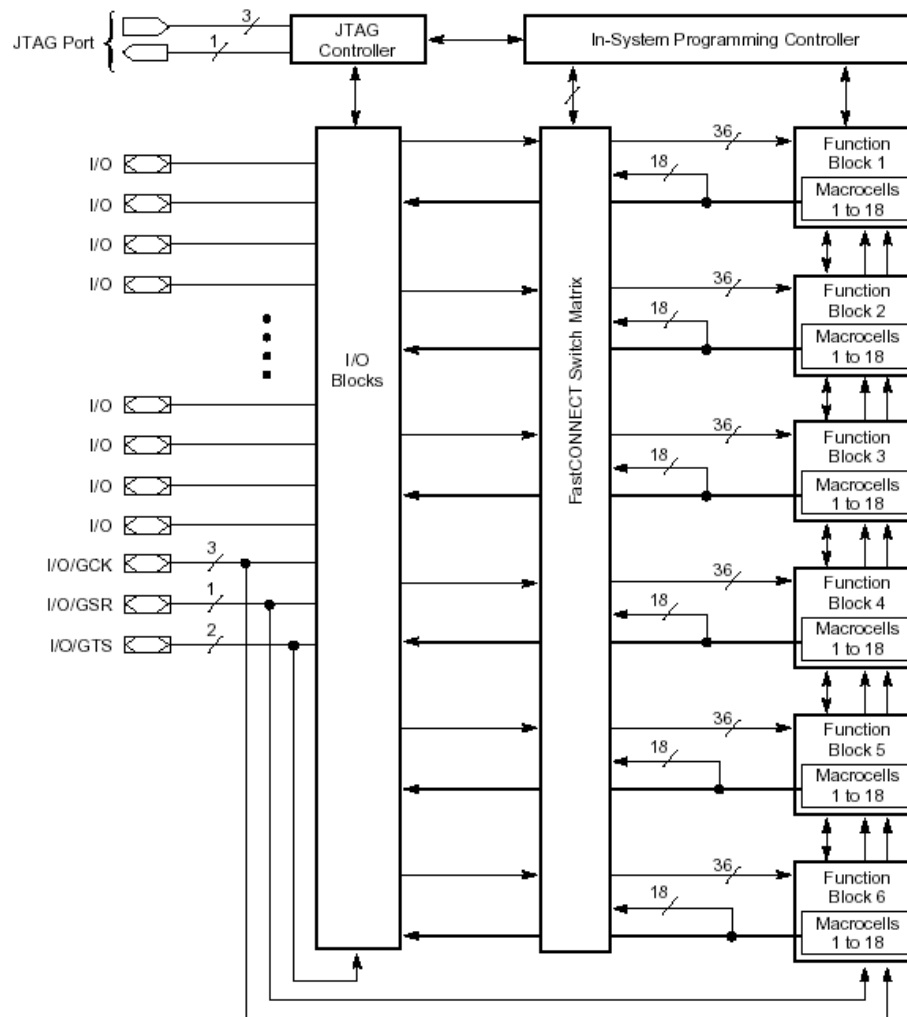 JTAG Port
3
1
JTAG
Controller
In-System Programming Controller
I/O
I/O
I/O
I/O
I/O
I/O
I/O
I/O
I/O/GCK
3
I/O/GSR
1
I/O/GTS
2
I/O
Blocks
FastCONNECT Switch Matrix
36
18
Function
Block 1
Macrocells
1 to 18
36
18
Function
Block 2
Macrocells
1 to 18
36
18
Function
Block 3
Macrocells
1 to 18
36
18
Function
Block 4
Macrocells
1 to 18
36
18
Function
Block 5
Macrocells
1 to 18
36
18
Function
Block 6
Macrocells
1 to 18